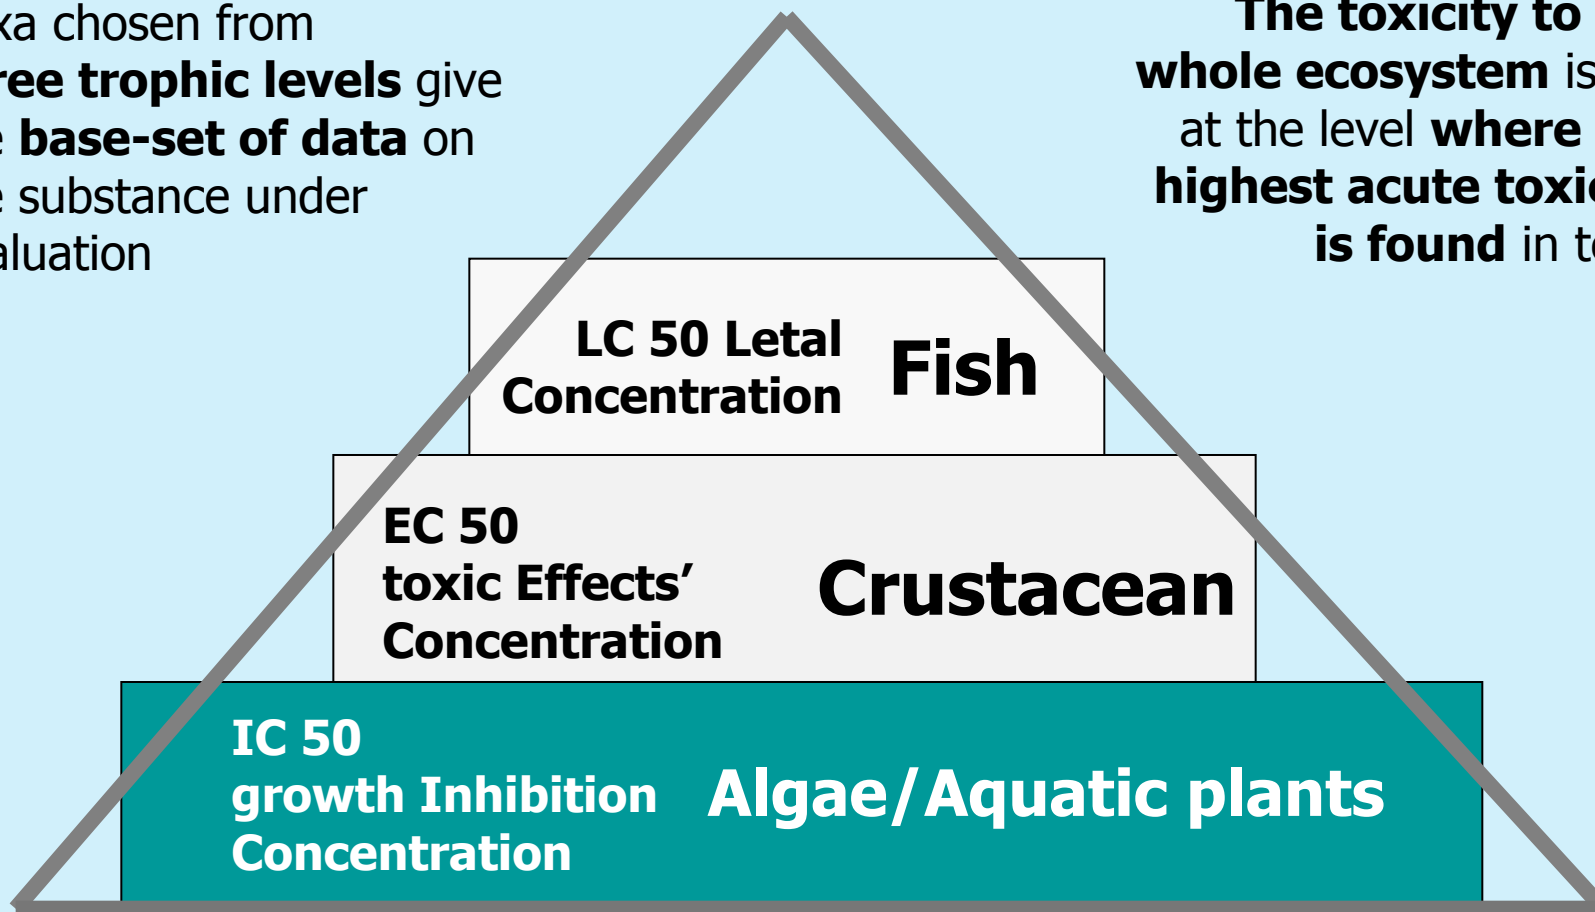 xa chosen from
ree trophic levels give
e base-set of data on
e substance under
aluation
The toxicity to
whole ecosystem is
at the level where
highest acute toxic
is found in te
LC 50 Letal
Concentration
Fish
EC 50
toxic Effects’
Concentration
Crustacean
IC 50
growth Inhibition
Concentration
Algae/Aquatic plants